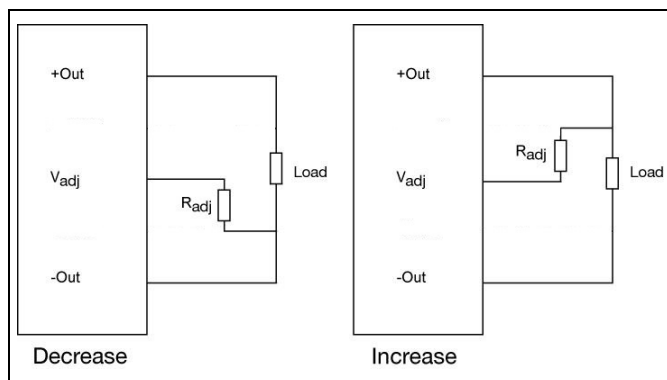 +Out
Vadj
Radj
Load
-Out
Decrease
+Out
Radj
Vadj
Load
-Out
Increase